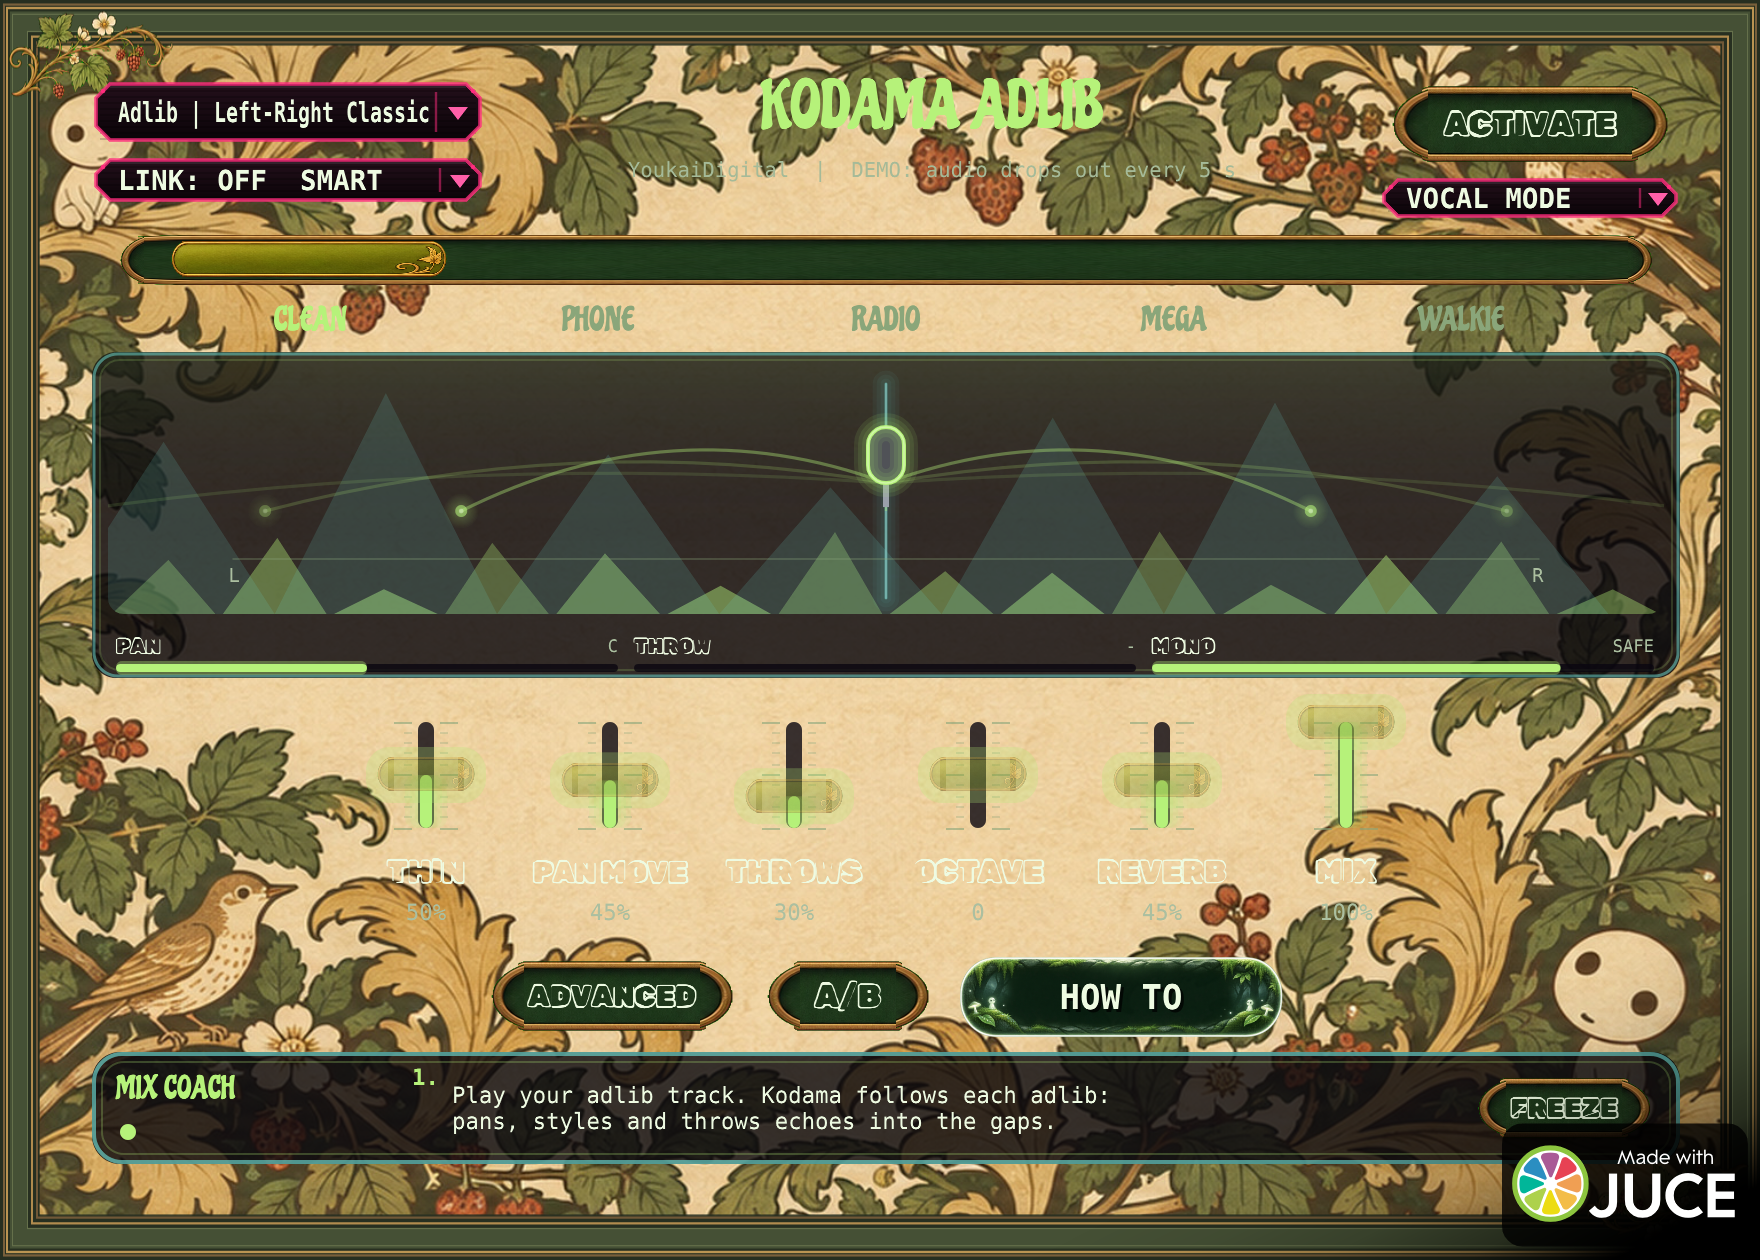 KODAMA ADLIB
Adlib | Left-Right Classic
ACTIVATE
YoukaiDigital | DEMO: audio drops out every 5 s
LINK: OFF SMART
VOCAL MODE
CLEAN PHONE RADIO MEGA WALKIE
L R
PAN C THROW - MONO SAFE
THIN PAN MOVE THROWS OCTAVE REVERB MIX
50% 45% 30% 0 45% 100%
ADVANCED A/B HOW TO
MIX COACH
1. Play your adlib track. Kodama follows each adlib:
pans, styles and throws echoes into the gaps.
FREEZE
Made with
JUCE